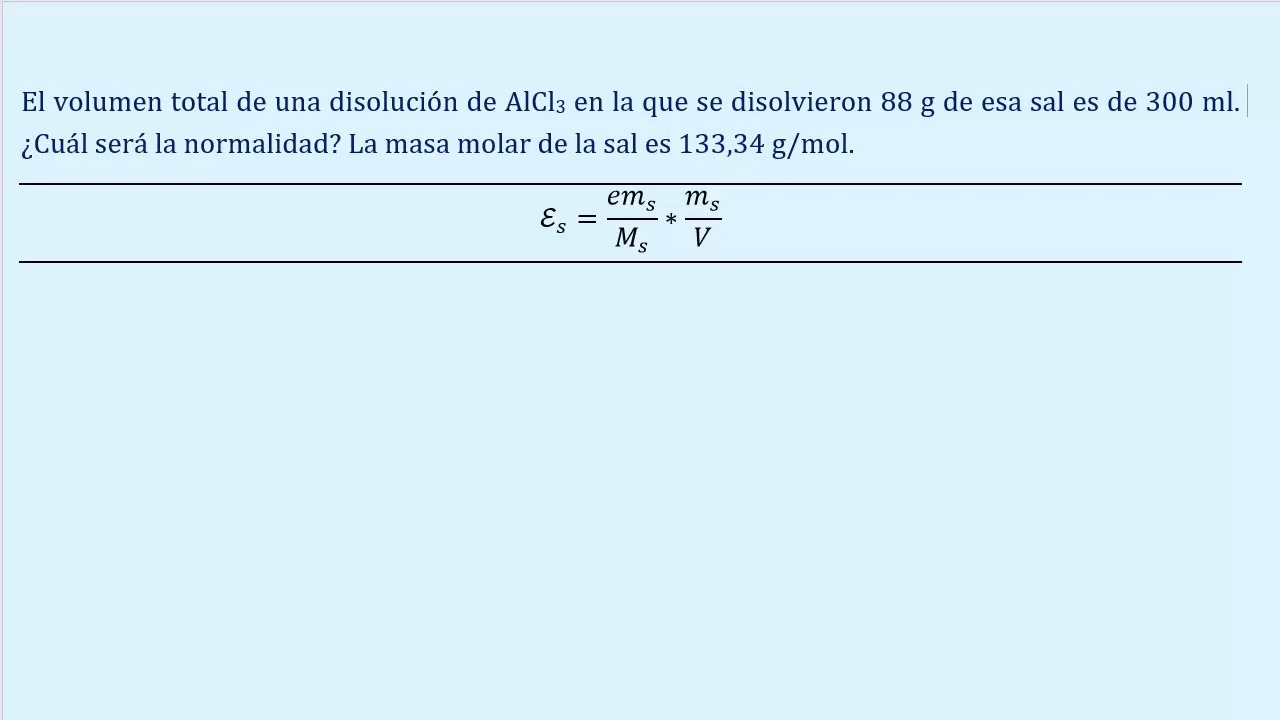 El volumen total de una disolución de AlCl₃ en la que se disolvieron 88 g de esa sal es de 300 ml.
¿Cuál será la normalidad? La masa molar de la sal es 133,34 g/mol.
ℰₛ = emₛ/Mₛ * mₛ/V